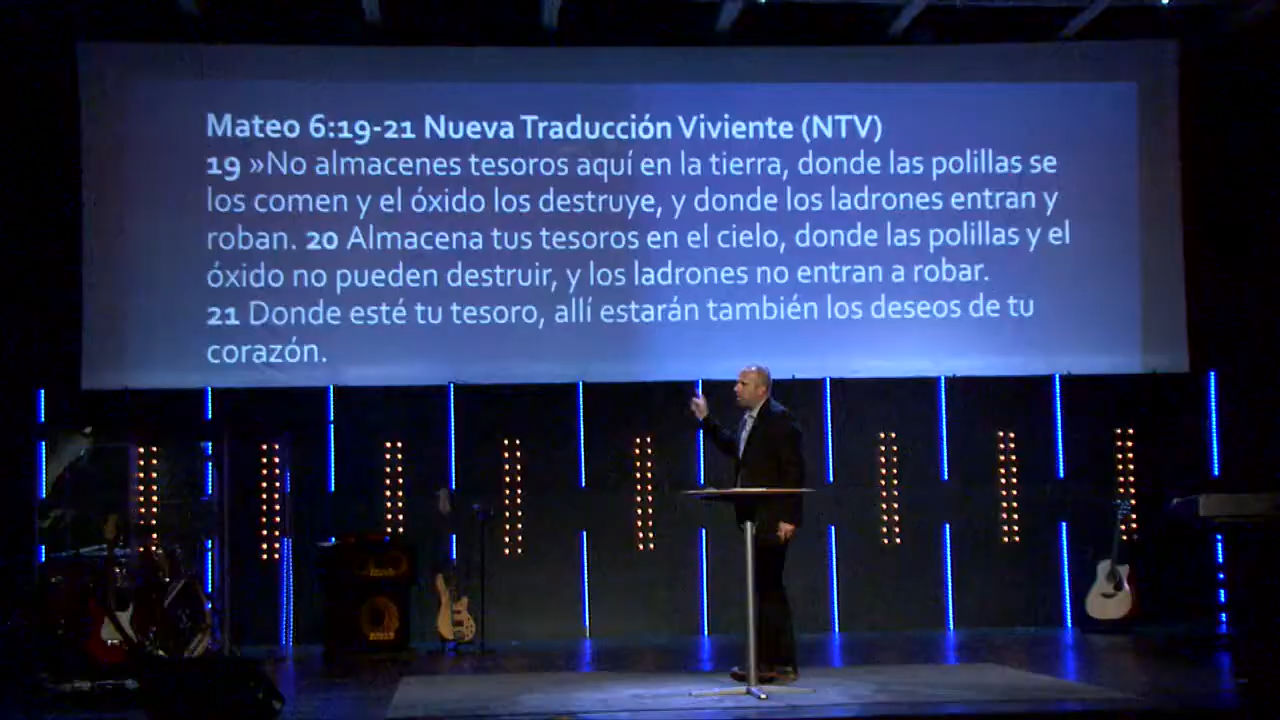 Mateo 6:19-21 Nueva Traducción Viviente (NTV)
19 »No almacenes tesoros aquí en la tierra, donde las polillas se
los comen y el óxido los destruye, y donde los ladrones entran y
roban. 20 Almacena tus tesoros en el cielo, donde las polillas y el
óxido no pueden destruir, y los ladrones no entran a robar.
21 Donde esté tu tesoro, allí estarán también los deseos de tu
corazón.